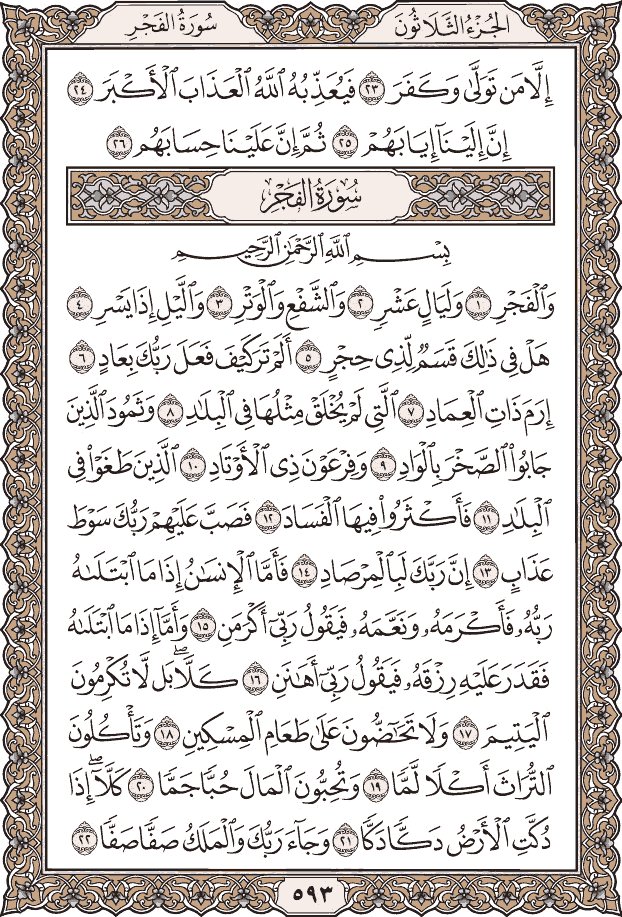 سُورَةُ الفَجْرِ
الجُزْءُ الثَّلَاثُونَ
إِلَّا مَن تَوَلَّىٰ وَكَفَرَ ٢٣ فَيُعَذِّبُهُ ٱللَّهُ ٱلْعَذَابَ ٱلْأَكْبَرَ ٢٤
إِنَّ إِلَيْنَآ إِيَابَهُمْ ٢٥ ثُمَّ إِنَّ عَلَيْنَا حِسَابَهُم ٢٦
سُورَةُ الفَجْرِ
بِسْمِ ٱللَّهِ ٱلرَّحْمَٰنِ ٱلرَّحِيمِ
وَٱلْفَجْرِ ١ وَلَيَالٍ عَشْرٍ ٢ وَٱلشَّفْعِ وَٱلْوَتْرِ ٣ وَٱلَّيْلِ إِذَا يَسْرِ ٤
هَلْ فِى ذَٰلِكَ قَسَمٌ لِّذِى حِجْرٍ ٥ أَلَمْ تَرَ كَيْفَ فَعَلَ رَبُّكَ بِعَادٍ ٦
إِرَمَ ذَاتِ ٱلْعِمَادِ ٧ ٱلَّتِى لَمْ يُخْلَقْ مِثْلُهَا فِى ٱلْبِلَٰدِ ٨ وَثَمُودَ ٱلَّذِينَ
جَابُوا۟ ٱلصَّخْرَ بِٱلْوَادِ ٩ وَفِرْعَوْنَ ذِى ٱلْأَوْتَادِ ١٠ ٱلَّذِينَ طَغَوْا۟ فِى
ٱلْبِلَٰدِ ١١ فَأَكْثَرُوا۟ فِيهَا ٱلْفَسَادَ ١٢ فَصَبَّ عَلَيْهِمْ رَبُّكَ سَوْطَ
عَذَابٍ ١٣ إِنَّ رَبَّكَ لَبِٱلْمِرْصَادِ ١٤ فَأَمَّا ٱلْإِنسَٰنُ إِذَا مَا ٱبْتَلَىٰهُ
رَبُّهُۥ فَأَكْرَمَهُۥ وَنَعَّمَهُۥ فَيَقُولُ رَبِّىٓ أَكْرَمَنِ ١٥ وَأَمَّآ إِذَا مَا ٱبْتَلَىٰهُ
فَقَدَرَ عَلَيْهِ رِزْقَهُۥ فَيَقُولُ رَبِّىٓ أَهَٰنَنِ ١٦ كَلَّا ۖ بَل لَّا تُكْرِمُونَ
ٱلْيَتِيمَ ١٧ وَلَا تَحَٰٓضُّونَ عَلَىٰ طَعَامِ ٱلْمِسْكِينِ ١٨ وَتَأْكُلُونَ
ٱلتُّرَاثَ أَكْلًا لَّمًّا ١٩ وَتُحِبُّونَ ٱلْمَالَ حُبًّا جَمًّا ٢٠ كَلَّآ ۖ إِذَا
دُكَّتِ ٱلْأَرْضُ دَكًّا دَكًّا ٢١ وَجَآءَ رَبُّكَ وَٱلْمَلَكُ صَفًّا صَفًّا ٢٢
٥٩٣